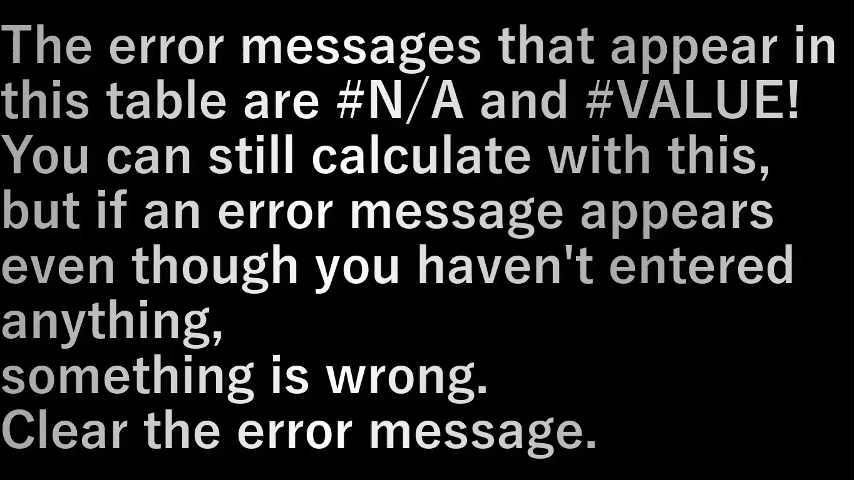 The error messages that appear in
this table are #N/A and #VALUE!
You can still calculate with this,
but if an error message appears
even though you haven't entered
anything,
something is wrong.
Clear the error message.